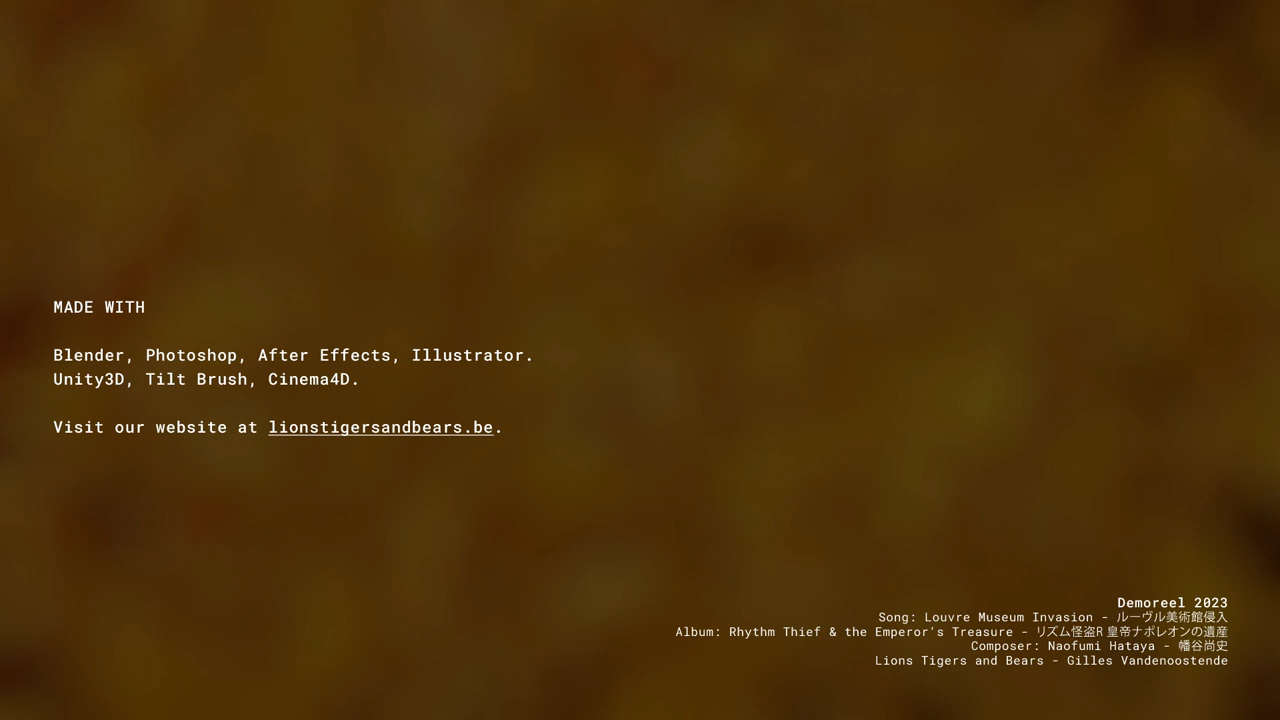 MADE WITH
Blender, Photoshop, After Effects, Illustrator.
Unity3D, Tilt Brush, Cinema4D.
Visit our website at lionstigersandbears.be.
Demoreel 2023
Song: Louvre Museum Invasion - ルーヴル美術館侵入
Album: Rhythm Thief & the Emperor's Treasure - リズム怪盗R 皇帝ナポレオンの遺産
Composer: Naofumi Hataya - 幡谷尚史
Lions Tigers and Bears - Gilles Vandenoostende